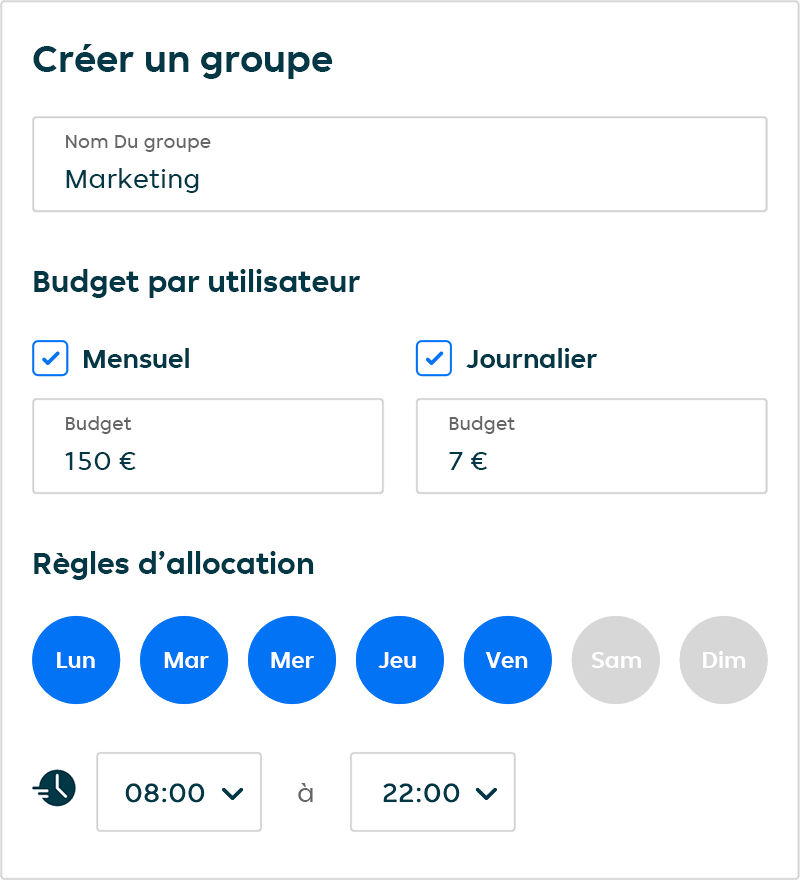 Créer un groupe
Nom Du groupe
Marketing
Budget par utilisateur
Mensuel
Journalier
Budget
150 €
Budget
7 €
Règles d’allocation
Lun Mar Mer Jeu Ven Sam Dim
08:00 à 22:00